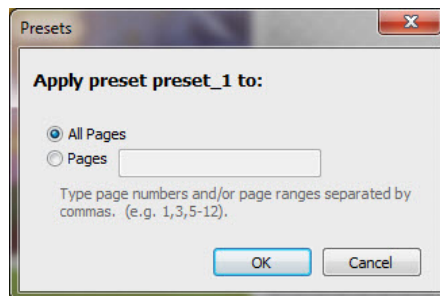 Presets
Apply preset preset_1 to:
All Pages
Pages
Type page numbers and/or page ranges separated by
commas. (e.g. 1,3,5-12).
OK Cancel